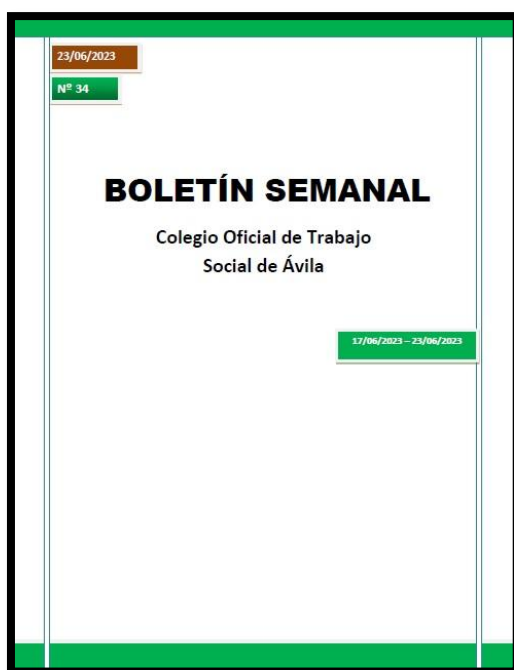 23/06/2023
Nº 34
BOLETÍN SEMANAL
Colegio Oficial de Trabajo
Social de Ávila
17/06/2023 – 23/06/2023